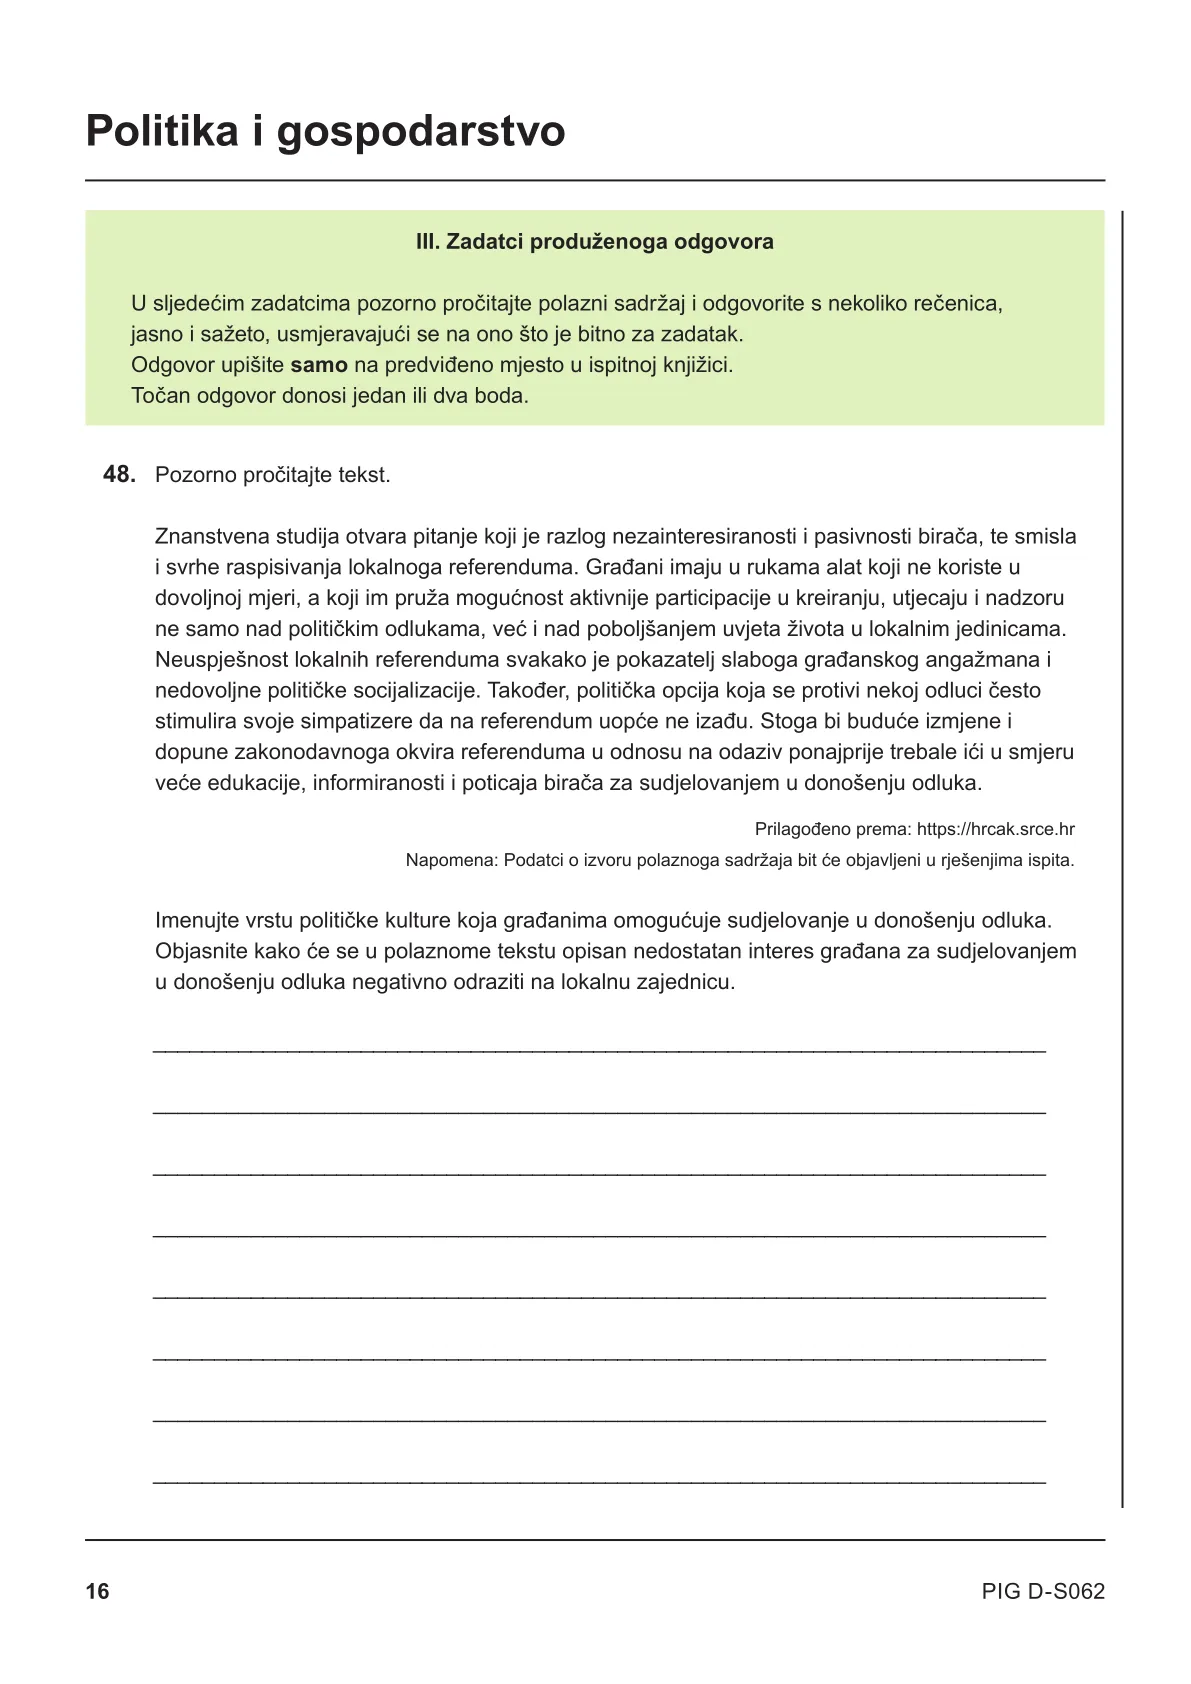 Politika i gospodarstvo
III. Zadatci produženoga odgovora
U sljedećim zadatcima pozorno pročitajte polazni sadržaj i odgovorite s nekoliko rečenica,
jasno i sažeto, usmjeravajući se na ono što je bitno za zadatak.
Odgovor upišite samo na predviđeno mjesto u ispitnoj knjižici.
Točan odgovor donosi jedan ili dva boda.
48. Pozorno pročitajte tekst.
Znanstvena studija otvara pitanje koji je razlog nezainteresiranosti i pasivnosti birača, te smisla
i svrhe raspisivanja lokalnoga referenduma. Građani imaju u rukama alat koji ne koriste u
dovoljnoj mjeri, a koji im pruža mogućnost aktivnije participacije u kreiranju, utjecaju i nadzoru
ne samo nad političkim odlukama, već i nad poboljšanjem uvjeta života u lokalnim jedinicama.
Neuspješnost lokalnih referenduma svakako je pokazatelj slaboga građanskog angažmana i
nedovoljne političke socijalizacije. Također, politička opcija koja se protivi nekoj odluci često
stimulira svoje simpatizere da na referendum uopće ne izađu. Stoga bi buduće izmjene i
dopune zakonodavnoga okvira referenduma u odnosu na odaziv ponajprije trebale ići u smjeru
veće edukacije, informiranosti i poticaja birača za sudjelovanjem u donošenju odluka.
Prilagođeno prema: https://hrcak.srce.hr
Napomena: Podatci o izvoru polaznoga sadržaja bit će objavljeni u rješenjima ispita.
Imenujte vrstu političke kulture koja građanima omogućuje sudjelovanje u donošenju odluka.
Objasnite kako će se u polaznome tekstu opisan nedostatan interes građana za sudjelovanjem
u donošenju odluka negativno odraziti na lokalnu zajednicu.
16
PIG D-S062